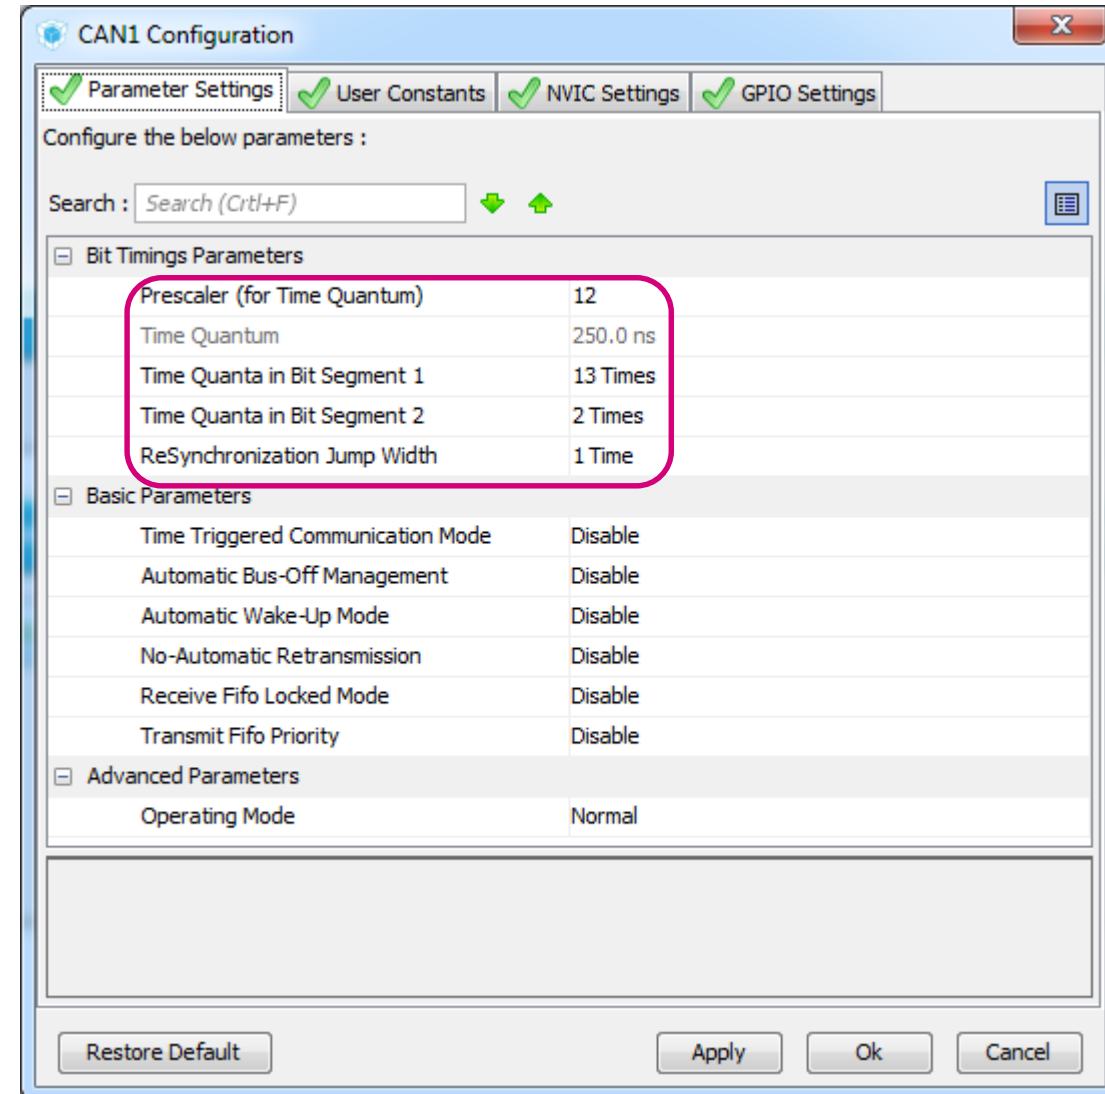 CAN1 Configuration
Parameter Settings User Constants NVIC Settings GPIO Settings
Configure the below parameters :
Search : Search (Crtl+F)
Bit Timings Parameters
Prescaler (for Time Quantum) 12
Time Quantum 250.0 ns
Time Quanta in Bit Segment 1 13 Times
Time Quanta in Bit Segment 2 2 Times
ReSynchronization Jump Width 1 Time
Basic Parameters
Time Triggered Communication Mode Disable
Automatic Bus-Off Management Disable
Automatic Wake-Up Mode Disable
No-Automatic Retransmission Disable
Receive Fifo Locked Mode Disable
Transmit Fifo Priority Disable
Advanced Parameters
Operating Mode Normal
Restore Default Apply Ok Cancel